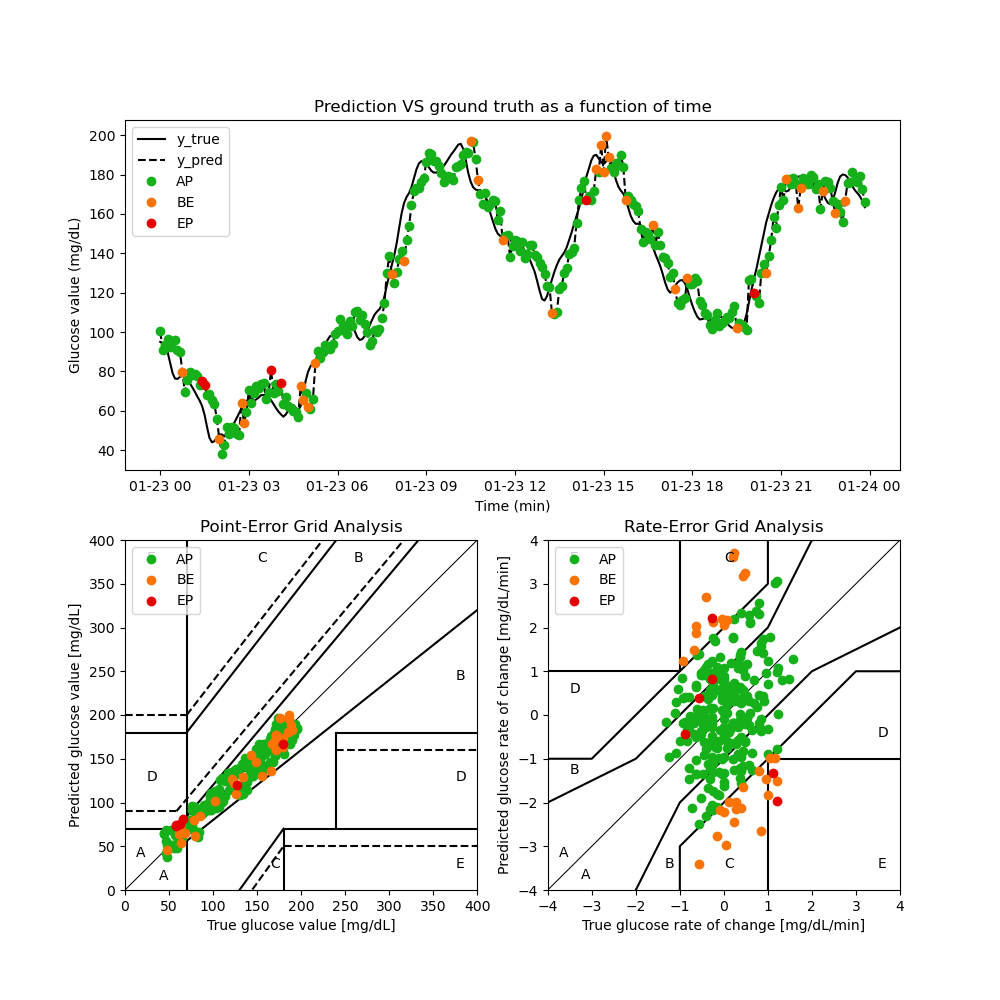 Prediction VS ground truth as a function of time
Glucose value (mg/dL)
200
180
160
140
120
100
80
60
40
y_true
y_pred
AP
BE
EP
01-23 00 01-23 03 01-23 06 01-23 09 01-23 12 01-23 15 01-23 18 01-23 21 01-24 00
Time (min)
Point-Error Grid Analysis
Predicted glucose value [mg/dL]
400
350
300
250
200
150
100
50
0
AP
BE
EP
C
B
B
D
D
D
A
A
C
E
0 50 100 150 200 250 300 350 400
True glucose value [mg/dL]
Rate-Error Grid Analysis
Predicted glucose rate of change [mg/dL/min]
4
3
2
1
0
−1
−2
−3
−4
AP
BE
EP
C
D
D
B
A
A
B
C
E
−4 −3 −2 −1 0 1 2 3 4
True glucose rate of change [mg/dL/min]